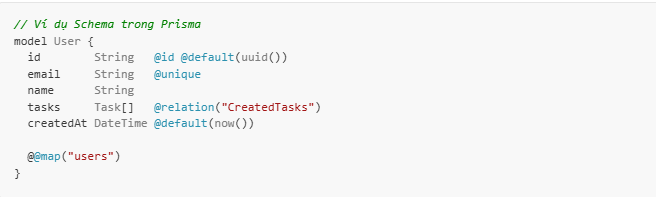 // Ví dụ Schema trong Prisma
model User {
  id        String   @id @default(uuid())
  email     String   @unique
  name      String
  tasks     Task[]   @relation("CreatedTasks")
  createdAt DateTime @default(now())

  @@map("users")
}